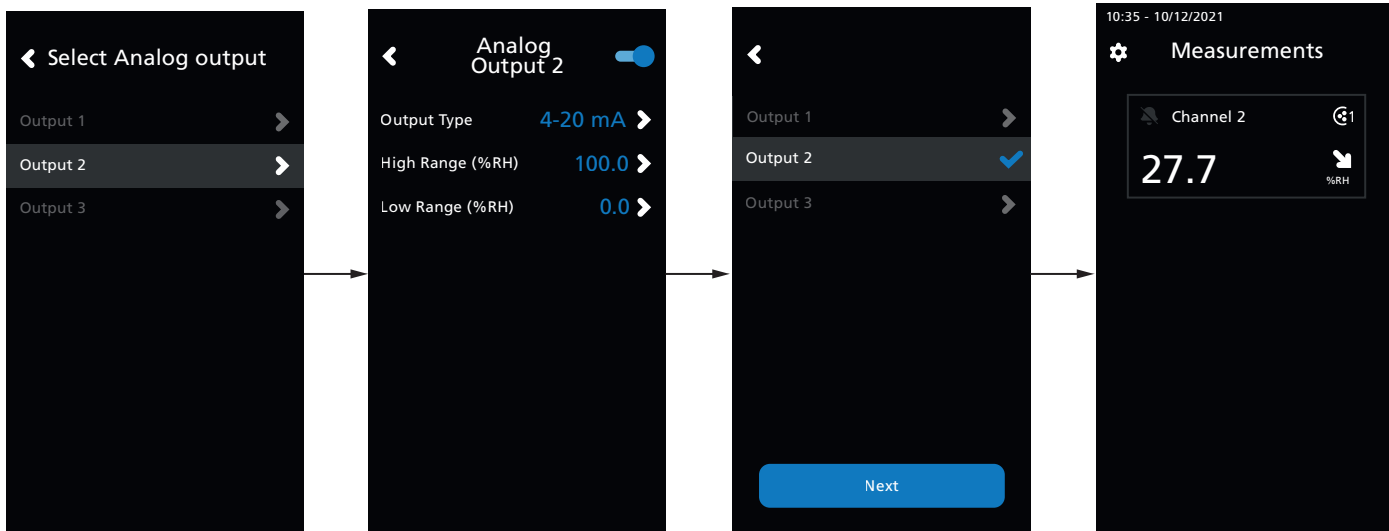 Select Analog output
Output 1
Output 2
Output 3
Analog
Output 2
Output Type 4-20 mA
High Range (%RH) 100.0
Low Range (%RH) 0.0
Output 1
Output 2
Output 3
Next
10:35 - 10/12/2021
Measurements
Channel 2 1
27.7 %RH